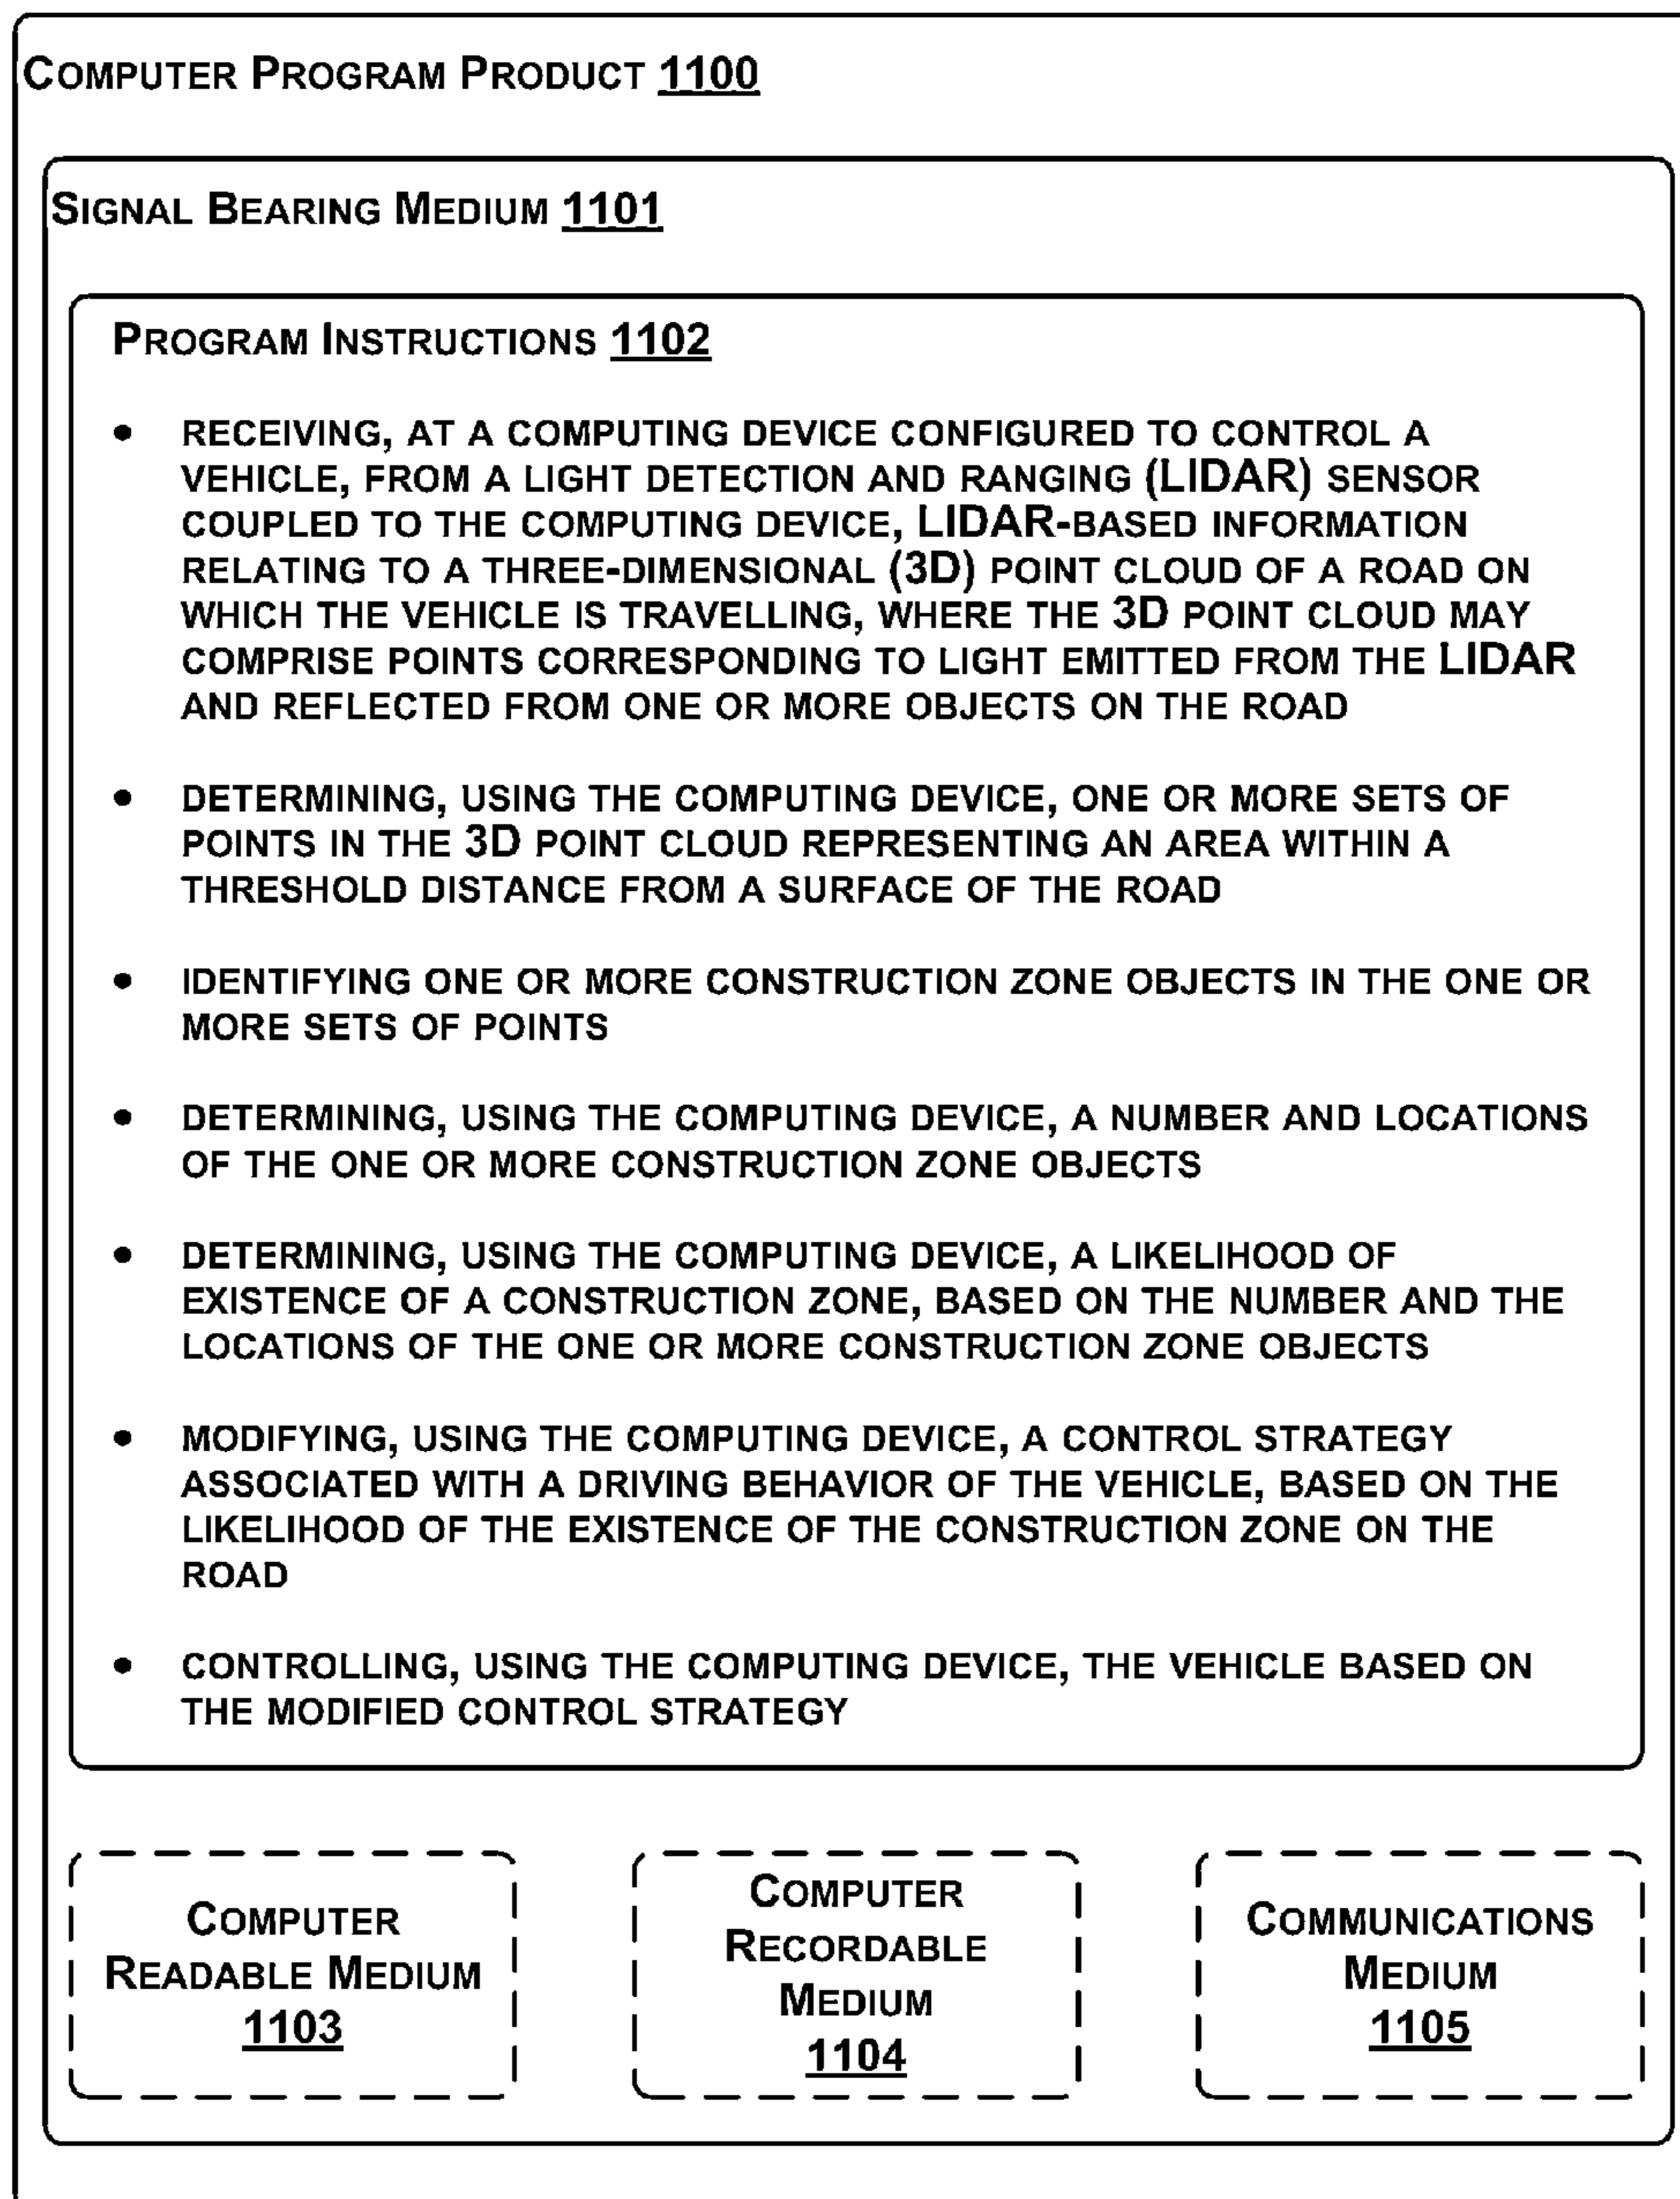 COMPUTER PROGRAM PRODUCT 1100
SIGNAL BEARING MEDIUM 1101
PROGRAM INSTRUCTIONS 1102
• RECEIVING, AT A COMPUTING DEVICE CONFIGURED TO CONTROL A
VEHICLE, FROM A LIGHT DETECTION AND RANGING (LIDAR) SENSOR
COUPLED TO THE COMPUTING DEVICE, LIDAR-BASED INFORMATION
RELATING TO A THREE-DIMENSIONAL (3D) POINT CLOUD OF A ROAD ON
WHICH THE VEHICLE IS TRAVELLING, WHERE THE 3D POINT CLOUD MAY
COMPRISE POINTS CORRESPONDING TO LIGHT EMITTED FROM THE LIDAR
AND REFLECTED FROM ONE OR MORE OBJECTS ON THE ROAD
• DETERMINING, USING THE COMPUTING DEVICE, ONE OR MORE SETS OF
POINTS IN THE 3D POINT CLOUD REPRESENTING AN AREA WITHIN A
THRESHOLD DISTANCE FROM A SURFACE OF THE ROAD
• IDENTIFYING ONE OR MORE CONSTRUCTION ZONE OBJECTS IN THE ONE OR
MORE SETS OF POINTS
• DETERMINING, USING THE COMPUTING DEVICE, A NUMBER AND LOCATIONS
OF THE ONE OR MORE CONSTRUCTION ZONE OBJECTS
• DETERMINING, USING THE COMPUTING DEVICE, A LIKELIHOOD OF
EXISTENCE OF A CONSTRUCTION ZONE, BASED ON THE NUMBER AND THE
LOCATIONS OF THE ONE OR MORE CONSTRUCTION ZONE OBJECTS
• MODIFYING, USING THE COMPUTING DEVICE, A CONTROL STRATEGY
ASSOCIATED WITH A DRIVING BEHAVIOR OF THE VEHICLE, BASED ON THE
LIKELIHOOD OF THE EXISTENCE OF THE CONSTRUCTION ZONE ON THE
ROAD
• CONTROLLING, USING THE COMPUTING DEVICE, THE VEHICLE BASED ON
THE MODIFIED CONTROL STRATEGY
COMPUTER
READABLE MEDIUM
1103
COMPUTER
RECORDABLE
MEDIUM
1104
COMMUNICATIONS
MEDIUM
1105